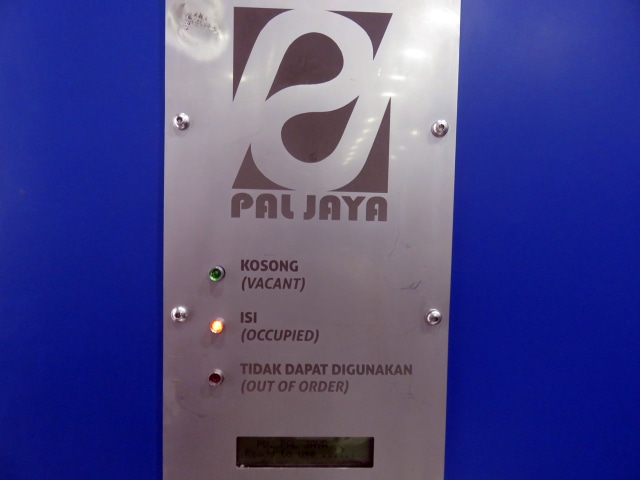 PAL JAYA
KOSONG
(VACANT)
ISI
(OCCUPIED)
TIDAK DAPAT DIGUNAKAN
(OUT OF ORDER)